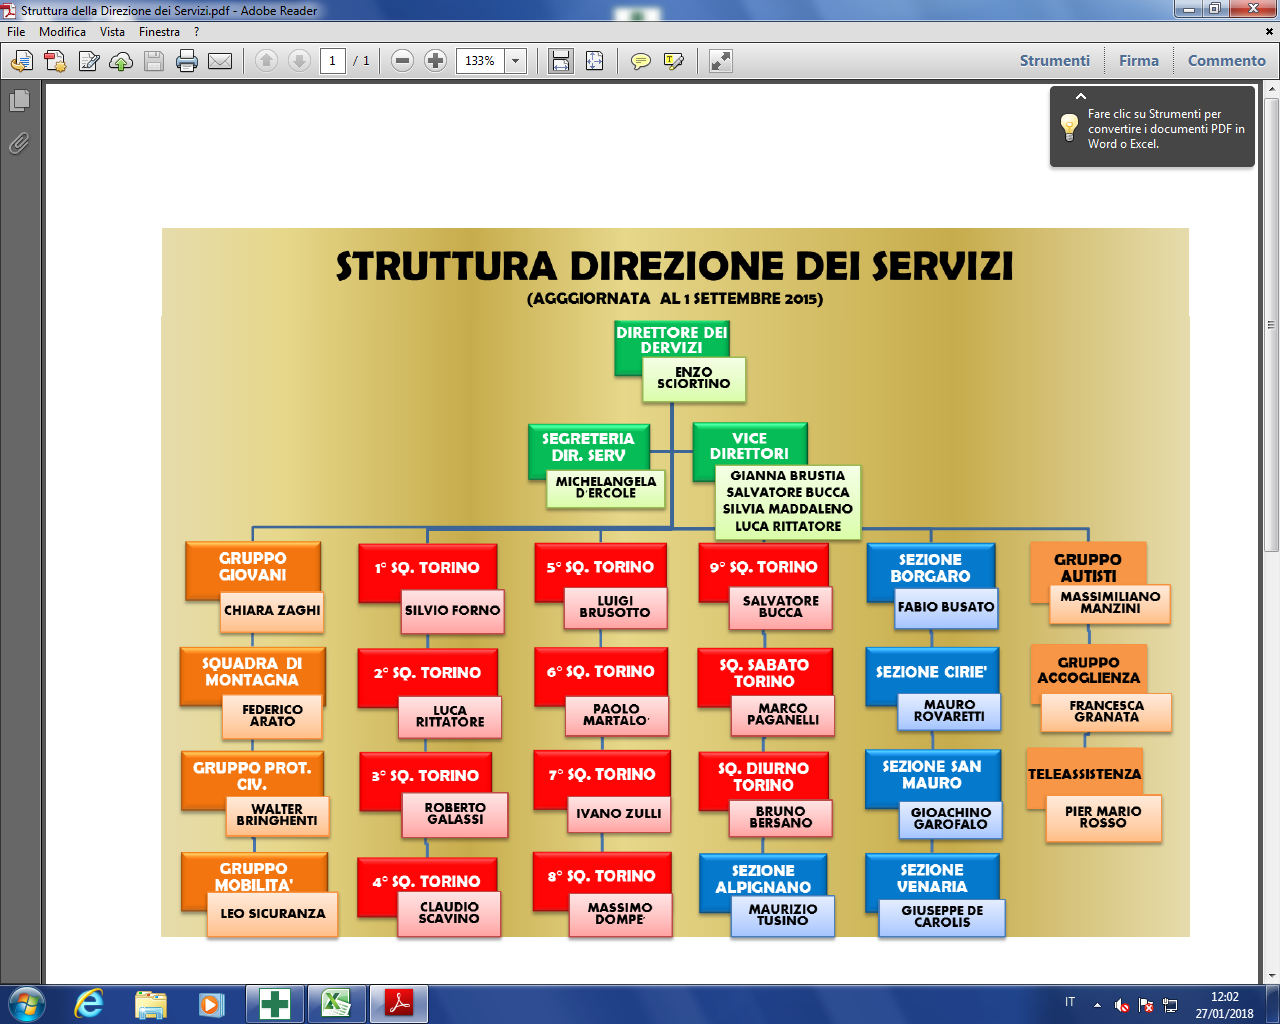 Struttura della Direzione dei Servizi.pdf - Adobe Reader
File Modifica Vista Finestra ?
1 / 1
133%
Strumenti Firma Commento
Fare clic su Strumenti per
convertire i documenti PDF in
Word o Excel.
STRUTTURA DIREZIONE DEI SERVIZI
(AGGGIORNATA AL 1 SETTEMBRE 2015)
DIRETTORE DEI
DERVIZI
ENZO
SCIORTINO
SEGRETERIA
DIR. SERV
MICHELANGELA
D'ERCOLE
VICE
DIRETTORI
GIANNA BRUSTIA
SALVATORE BUCCA
SILVIA MADDALENO
LUCA RITTATORE
GRUPPO
GIOVANI
CHIARA ZAGHI
SQUADRA DI
MONTAGNA
FEDERICO
ARATO
GRUPPO PROT.
CIV.
WALTER
BRINGHENTI
GRUPPO
MOBILITA'
LEO SICURANZA
1° SQ. TORINO
SILVIO FORNO
2° SQ. TORINO
LUCA
RITTATORE
3° SQ. TORINO
ROBERTO
GALASSI
4° SQ. TORINO
CLAUDIO
SCAVINO
5° SQ. TORINO
LUIGI
BRUSOTTO
6° SQ. TORINO
PAOLO
MARTALO'
7° SQ. TORINO
IVANO ZULLI
8° SQ. TORINO
MASSIMO
DOMPE'
9° SQ. TORINO
SALVATORE
BUCCA
SQ. SABATO
TORINO
MARCO
PAGANELLI
SQ. DIURNO
TORINO
BRUNO
BERSANO
SEZIONE
ALPIGNANO
MAURIZIO
TUSINO
SEZIONE
BORGARO
FABIO BUSATO
SEZIONE CIRIE'
MAURO
ROVARETTI
SEZIONE SAN
MAURO
GIOACHINO
GAROFALO
SEZIONE
VENARIA
GIUSEPPE DE
CAROLIS
GRUPPO
AUTISTI
MASSIMILIANO
MANZINI
GRUPPO
ACCOGLIENZA
FRANCESCA
GRANATA
TELEASSISTENZA
PIER MARIO
ROSSO
IT
12:02
27/01/2018